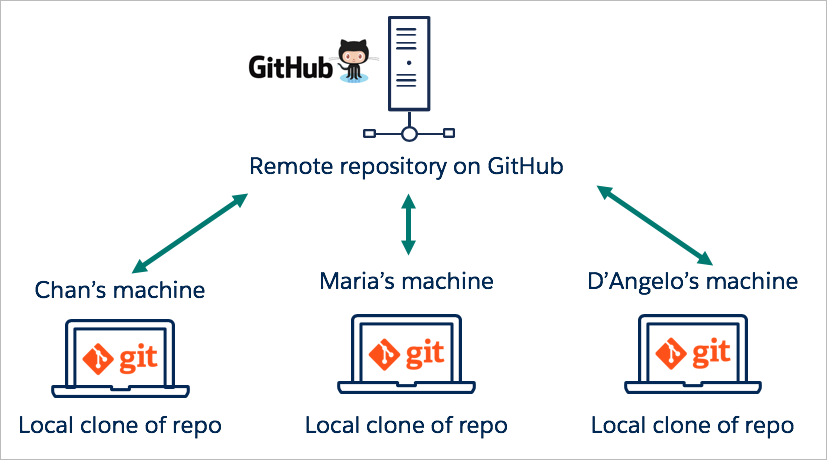 GitHub
Remote repository on GitHub
Chan’s machine
Maria’s machine
D’Angelo’s machine
git
git
git
Local clone of repo
Local clone of repo
Local clone of repo